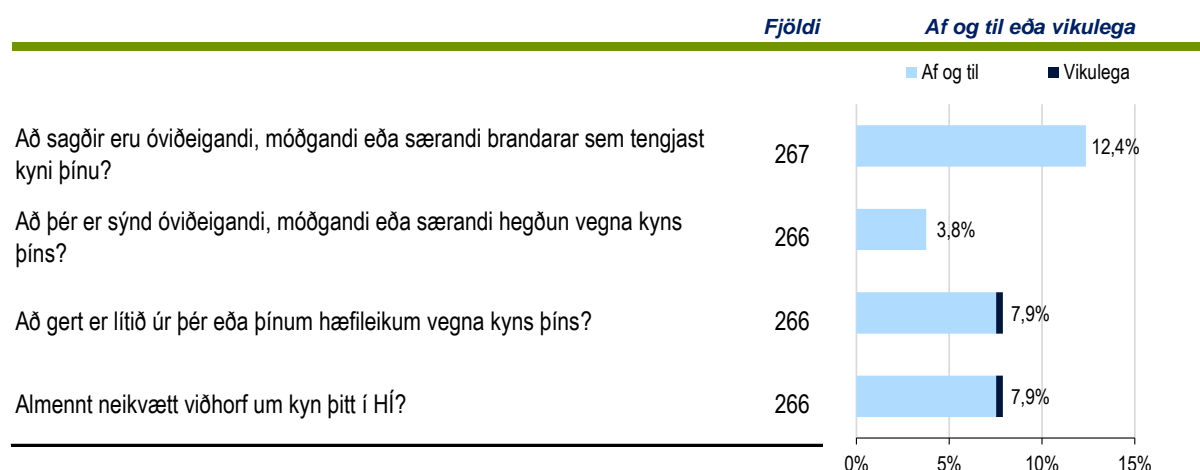 Fjöldi Af og til eða vikulega
Af og til Vikulega
Að sagðir eru óviðeigandi, móðgandi eða særandi brandarar sem tengjast
kyni þínu?
267
12,4%
Að þér er sýnd óviðeigandi, móðgandi eða særandi hegðun vegna kyns
þíns?
266
3,8%
Að gert er lítið úr þér eða þínum hæfileikum vegna kyns þíns? 266 7,9%
Almennt neikvætt viðhorf um kyn þitt í HÍ? 266 7,9%
0% 5% 10% 15%